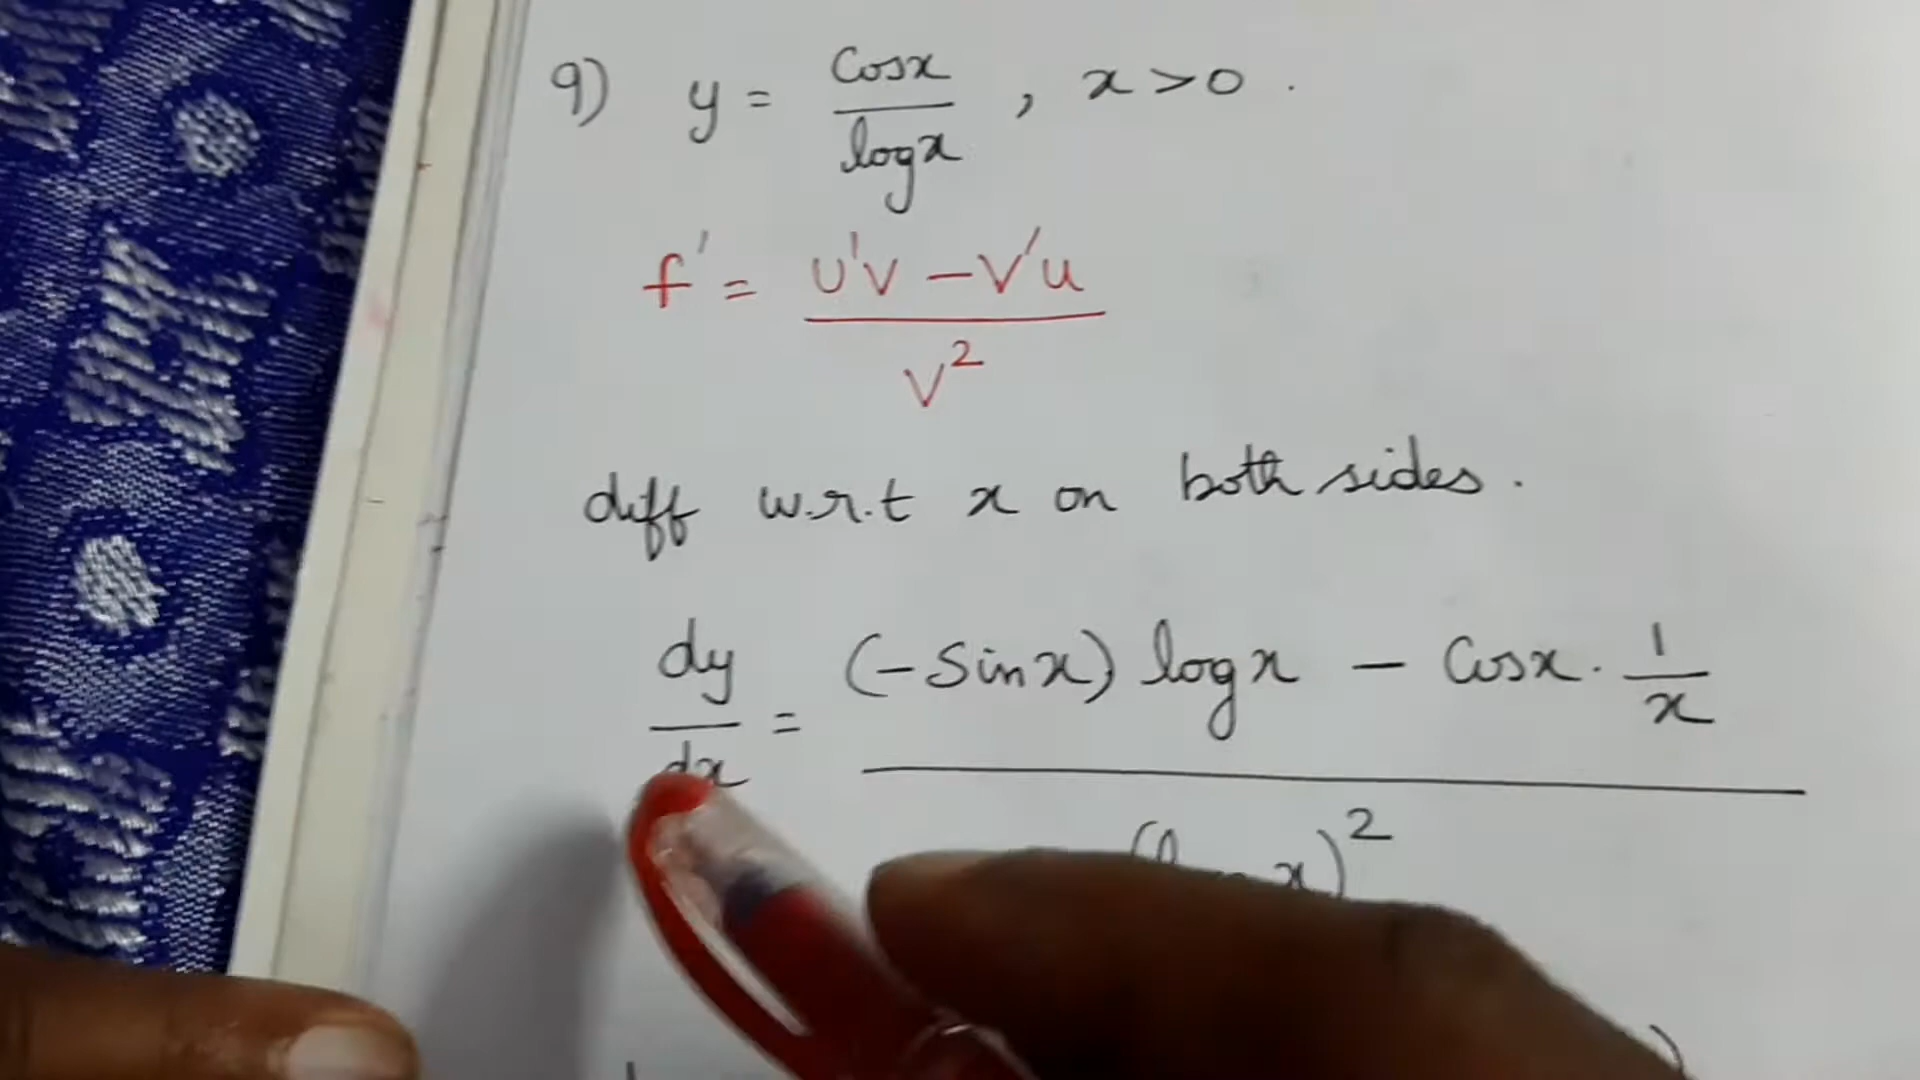 9) y = cosx / logx , x > 0 .
f' = u'v - v'u / v²
diff w.r.t x on both sides .
dy/dx = (-sinx) logx - cosx . 1/x / ( x)²